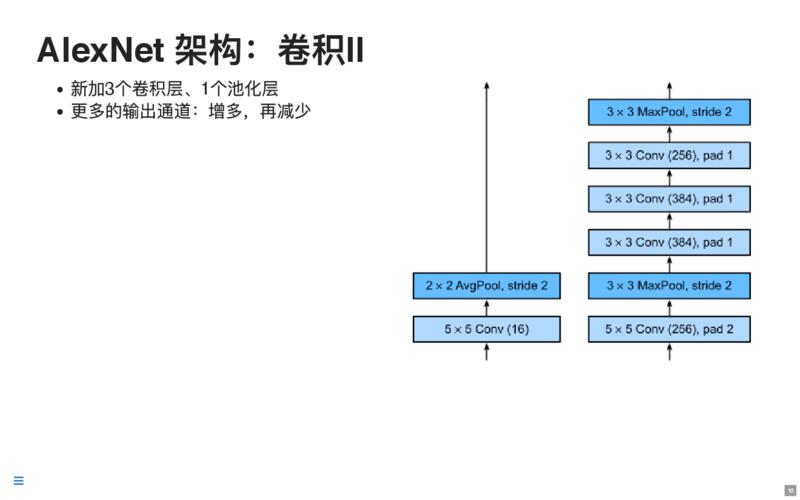 AlexNet 架构：卷积II
新加3个卷积层、1个池化层
更多的输出通道：增多，再减少
3 × 3 MaxPool, stride 2
3 × 3 Conv (256), pad 1
3 × 3 Conv (384), pad 1
3 × 3 Conv (384), pad 1
2 × 2 AvgPool, stride 2
3 × 3 MaxPool, stride 2
5 × 5 Conv (16)
5 × 5 Conv (256), pad 2